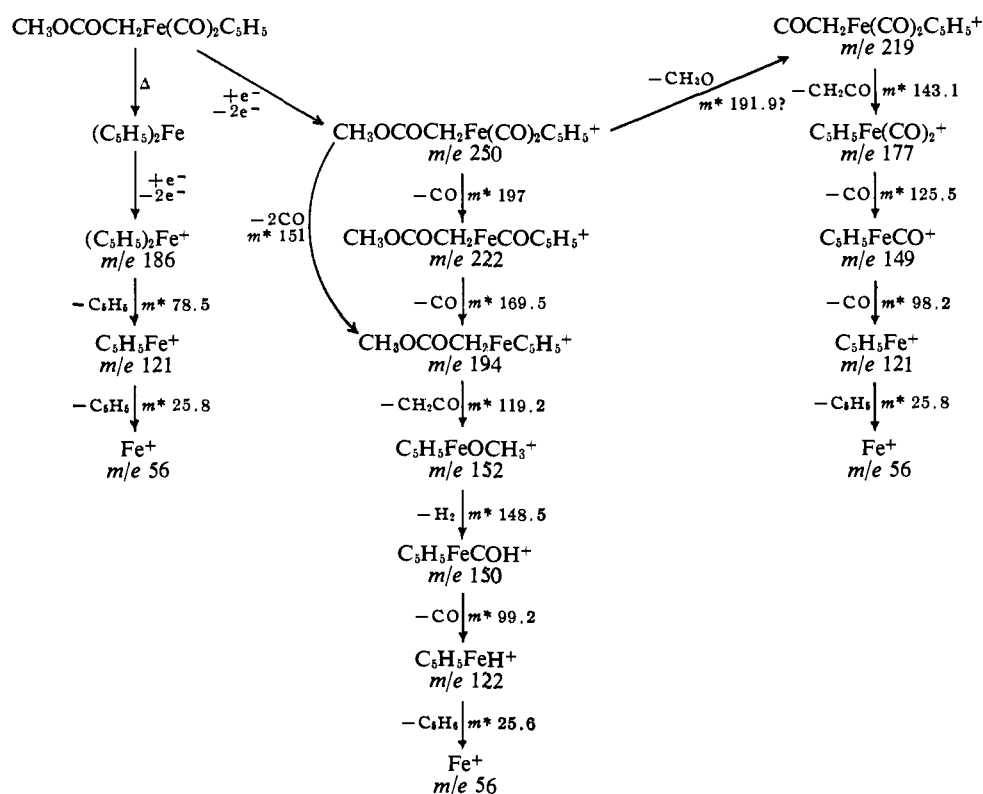 CH₃OCOCH₂Fe(CO)₂C₅H₅
Δ
(C₅H₅)₂Fe
+e⁻
−2e⁻
(C₅H₅)₂Fe⁺
m/e 186
−C₅H₅ m* 78.5
C₅H₅Fe⁺
m/e 121
−C₅H₅ m* 25.8
Fe⁺
m/e 56
+e⁻
−2e⁻
CH₃OCOCH₂Fe(CO)₂C₅H₅⁺
m/e 250
−CO m* 197
CH₃OCOCH₂FeCOC₅H₅⁺
m/e 222
−CO m* 169.5
−2CO
m* 151
CH₃OCOCH₂FeC₅H₅⁺
m/e 194
−CH₂CO m* 119.2
C₅H₅FeOCH₃⁺
m/e 152
−H₂ m* 148.5
C₅H₅FeCOH⁺
m/e 150
−CO m* 99.2
C₅H₅FeH⁺
m/e 122
−C₅H₆ m* 25.6
Fe⁺
m/e 56
−CH₃O
m* 191.9?
COCH₂Fe(CO)₂C₅H₅⁺
m/e 219
−CH₂CO m* 143.1
C₅H₅Fe(CO)₂⁺
m/e 177
−CO m* 125.5
C₅H₅FeCO⁺
m/e 149
−CO m* 98.2
C₅H₅Fe⁺
m/e 121
−C₅H₅ m* 25.8
Fe⁺
m/e 56